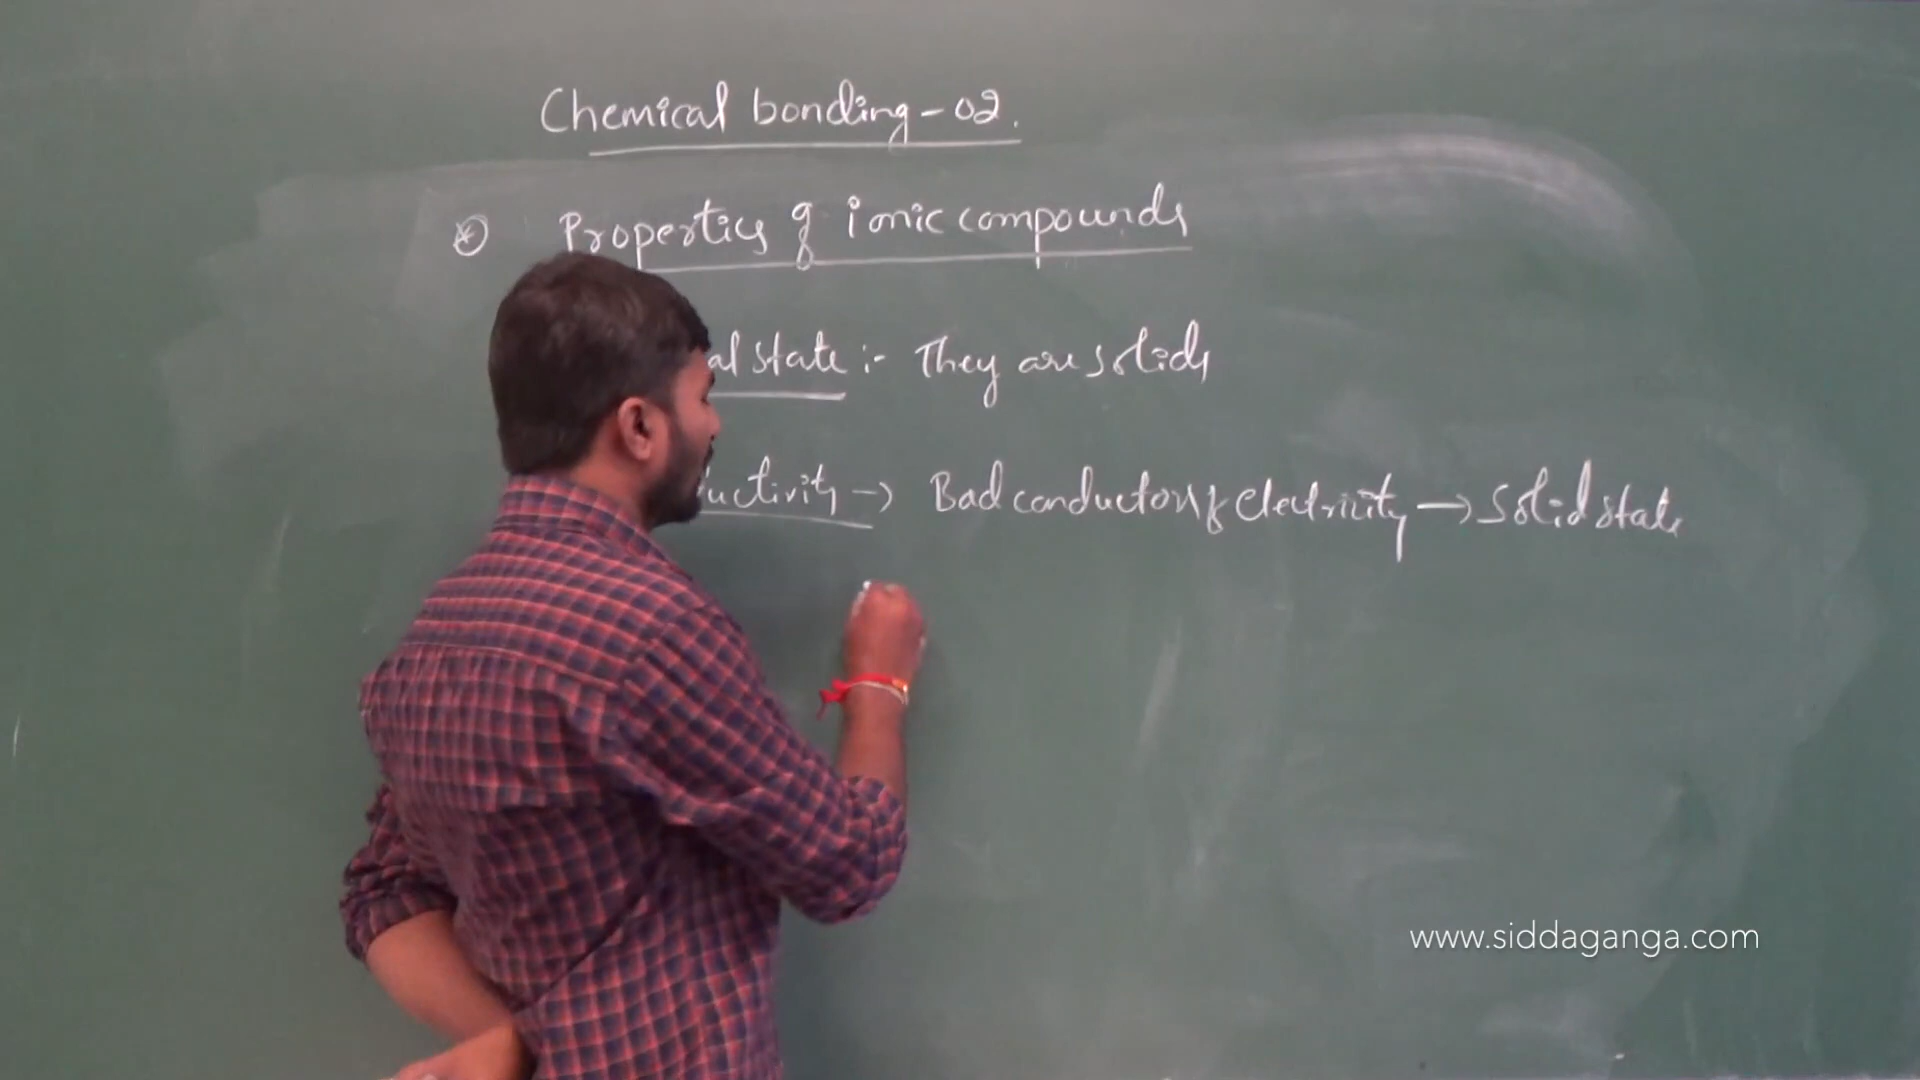 Chemical bonding - 02.
Properties of ionic compounds
al state :- They are solids
uctivity → Bad conductor of Electricity → solid state
www.siddaganga.com